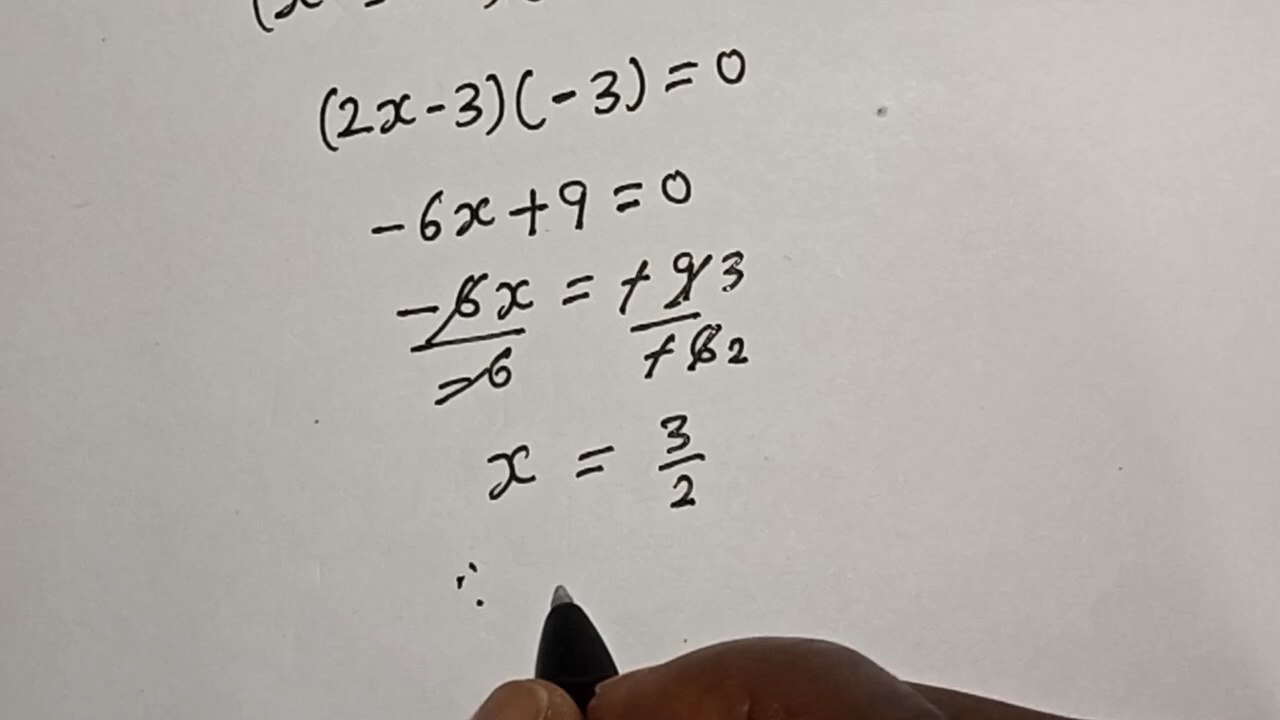 (2x-3)(-3)=0
-6x+9=0
-6x = +9 3
-6 +6 2
x = 3/2
∴